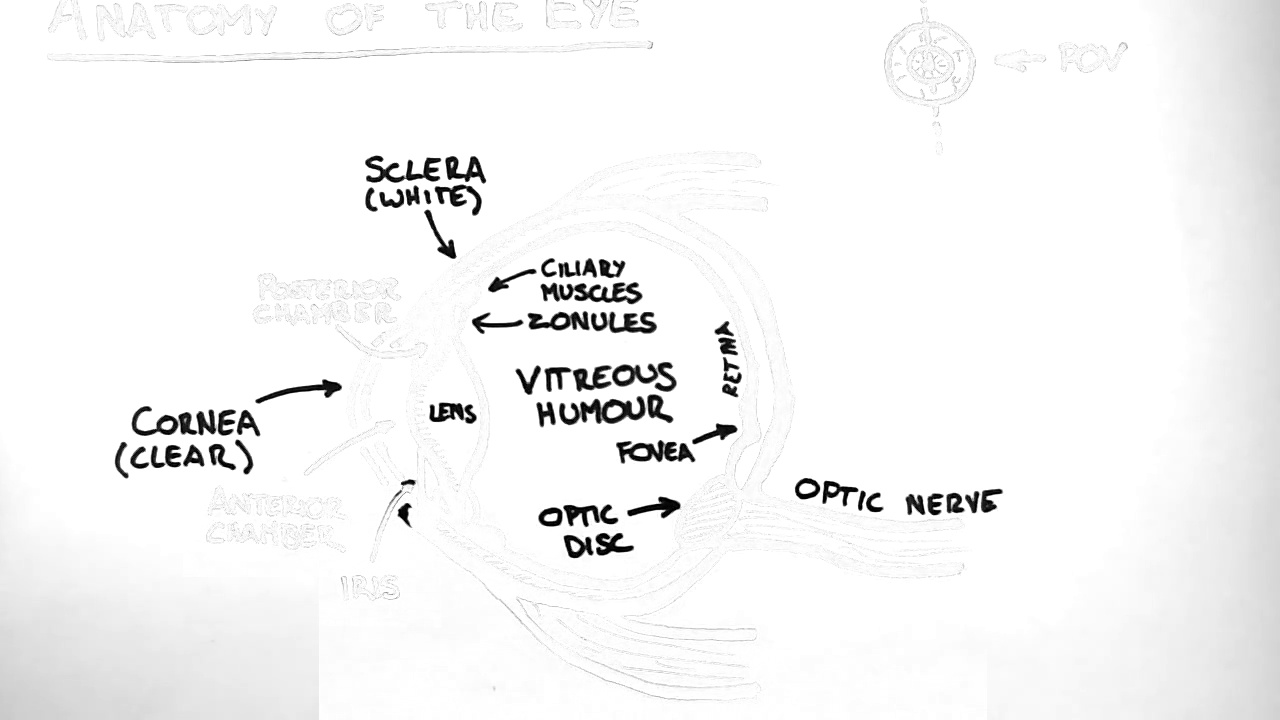 ANATOMY OF THE EYE
POV
SCLERA
(WHITE)
CILIARY
MUSCLES
ZONULES
POSTERIOR
CHAMBER
RETINA
VITREOUS
HUMOUR
LENS
CORNEA
(CLEAR)
FOVEA
ANTERIOR
CHAMBER
OPTIC
DISC
OPTIC NERVE
IRIS